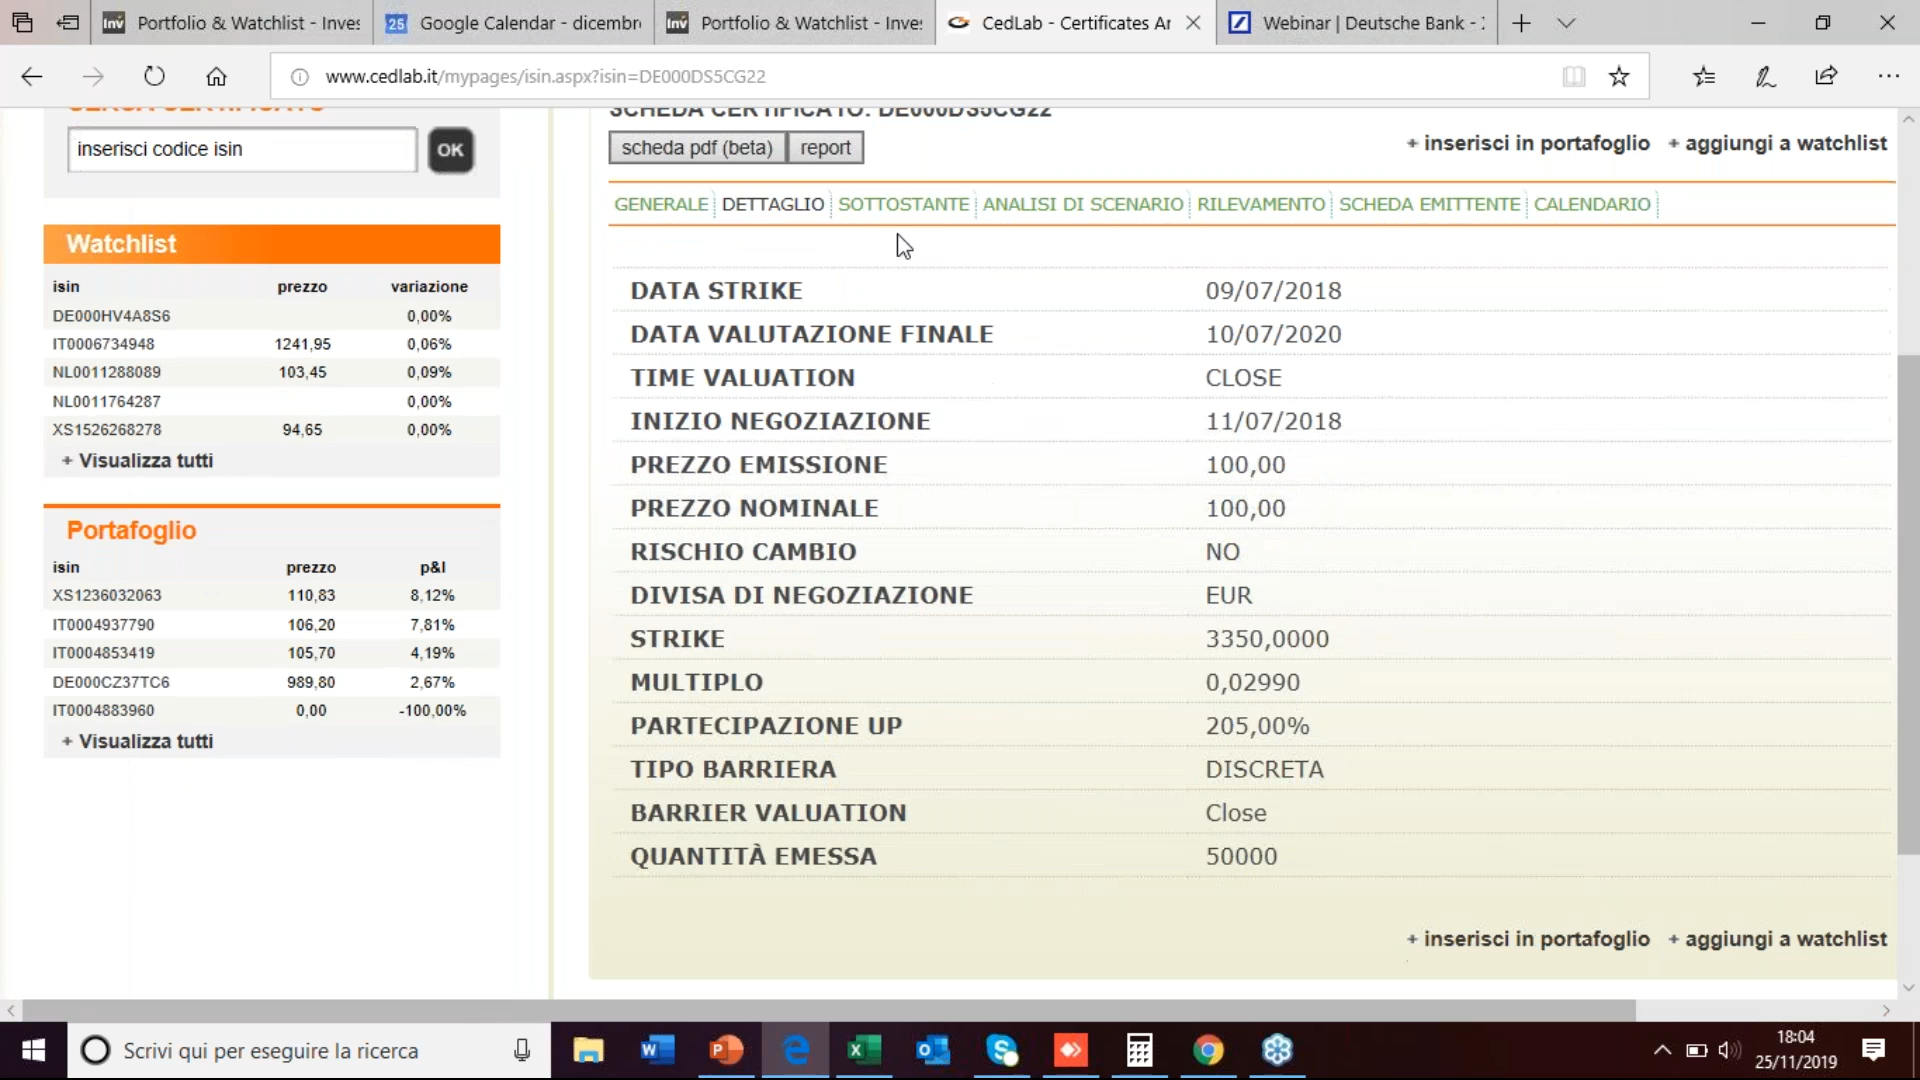 Portfolio & Watchlist - Inves
25
Google Calendar - dicembr
Portfolio & Watchlist - Inves
CedLab - Certificates Ar
Webinar | Deutsche Bank -
www.cedlab.it/mypages/isin.aspx?isin=DE000DS5CG22
CERCA CERTIFICATO
inserisci codice isin
OK
Watchlist
isin prezzo variazione
DE000HV4A8S6 0,00%
IT0006734948 1241,95 0,06%
NL0011288089 103,45 0,09%
NL0011764287 0,00%
XS1526268278 94,65 0,00%
+ Visualizza tutti
Portafoglio
isin prezzo p&l
XS1236032063 110,83 8,12%
IT0004937790 106,20 7,81%
IT0004853419 105,70 4,19%
DE000CZ37TC6 989,80 2,67%
IT0004883960 0,00 -100,00%
+ Visualizza tutti
SCHEDA CERTIFICATO: DE000DS5CG22
scheda pdf (beta) report
+ inserisci in portafoglio + aggiungi a watchlist
GENERALE DETTAGLIO SOTTOSTANTE ANALISI DI SCENARIO RILEVAMENTO SCHEDA EMITTENTE CALENDARIO
DATA STRIKE 09/07/2018
DATA VALUTAZIONE FINALE 10/07/2020
TIME VALUATION CLOSE
INIZIO NEGOZIAZIONE 11/07/2018
PREZZO EMISSIONE 100,00
PREZZO NOMINALE 100,00
RISCHIO CAMBIO NO
DIVISA DI NEGOZIAZIONE EUR
STRIKE 3350,0000
MULTIPLO 0,02990
PARTECIPAZIONE UP 205,00%
TIPO BARRIERA DISCRETA
BARRIER VALUATION Close
QUANTITÀ EMESSA 50000
+ inserisci in portafoglio + aggiungi a watchlist
Scrivi qui per eseguire la ricerca
18:04
25/11/2019